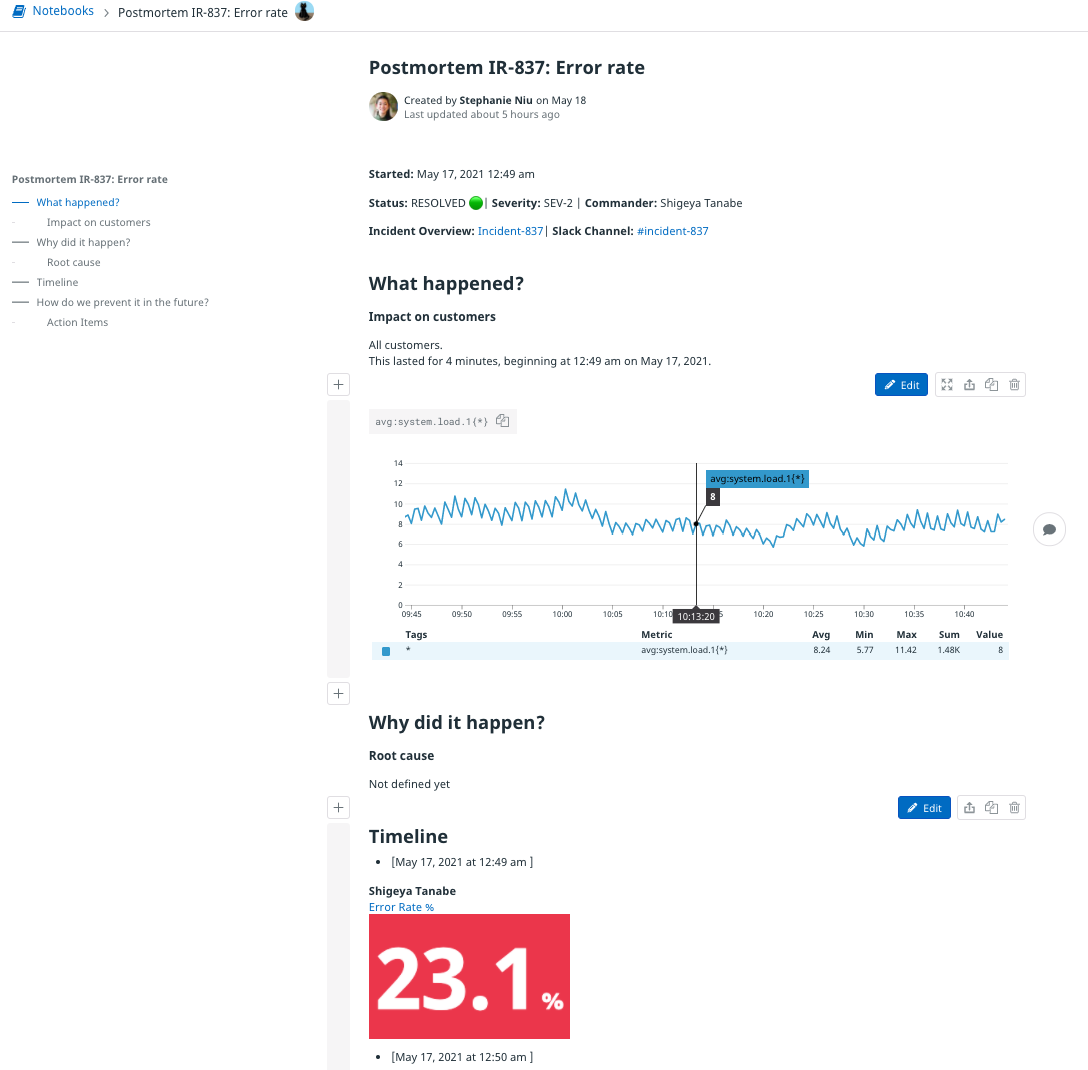 Notebooks > Postmortem IR-837: Error rate
Postmortem IR-837: Error rate
Created by Stephanie Niu on May 18
Last updated about 5 hours ago
Postmortem IR-837: Error rate
What happened?
Impact on customers
Why did it happen?
Root cause
Timeline
How do we prevent it in the future?
Action Items
Started: May 17, 2021 12:49 am
Status: RESOLVED | Severity: SEV-2 | Commander: Shigeya Tanabe
Incident Overview: Incident-837| Slack Channel: #incident-837
What happened?
Impact on customers
All customers.
This lasted for 4 minutes, beginning at 12:49 am on May 17, 2021.
Edit
avg:system.load.1{*}
14
12
10
8
6
4
2
0
avg:system.load.1{*}
8
09:45 09:50 09:55 10:00 10:05 10:10 10:20 10:25 10:30 10:35 10:40
10:13:20
Tags Metric Avg Min Max Sum Value
* avg:system.load.1{*} 8.24 5.77 11.42 1.48K 8
Why did it happen?
Root cause
Not defined yet
Edit
Timeline
• [May 17, 2021 at 12:49 am ]
Shigeya Tanabe
Error Rate %
23.1%
• [May 17, 2021 at 12:50 am ]